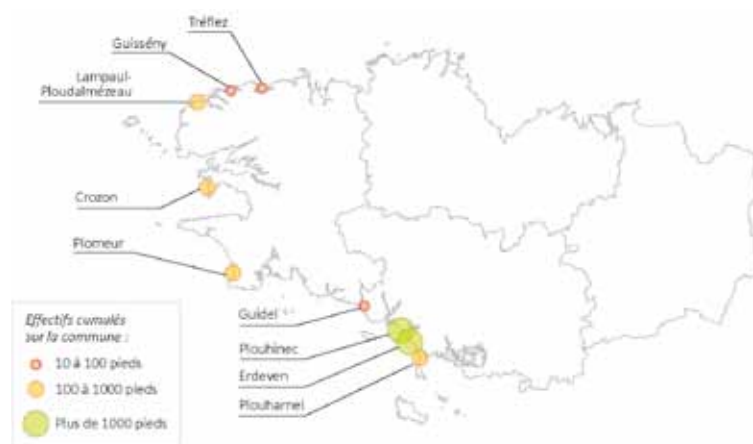 Tréflez
Guissény
Lampaul-
Ploudalmézeau
Crozon
Plomeur
Guidel
Plouhinec
Erdeven
Plouharnel
Effectifs cumulés
sur la commune :
10 à 100 pieds
100 à 1000 pieds
Plus de 1000 pieds